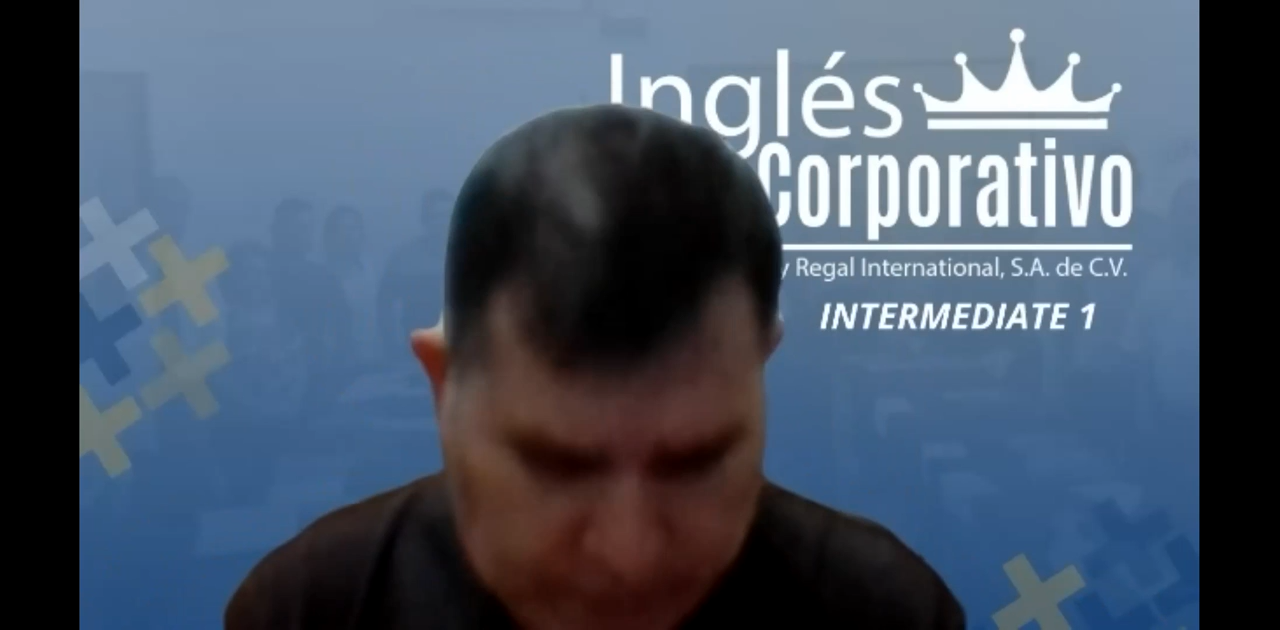 Inglés
Corporativo
y Regal International, S.A. de C.V.
INTERMEDIATE 1